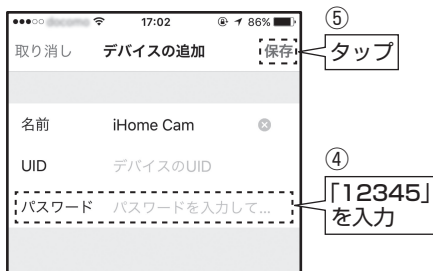 17:02
86%
⑤
取り消し
デバイスの追加
保存
タップ
名前
iHome Cam
UID
デバイスのUID
④
パスワード
パスワードを入力して...
「12345」
を入力